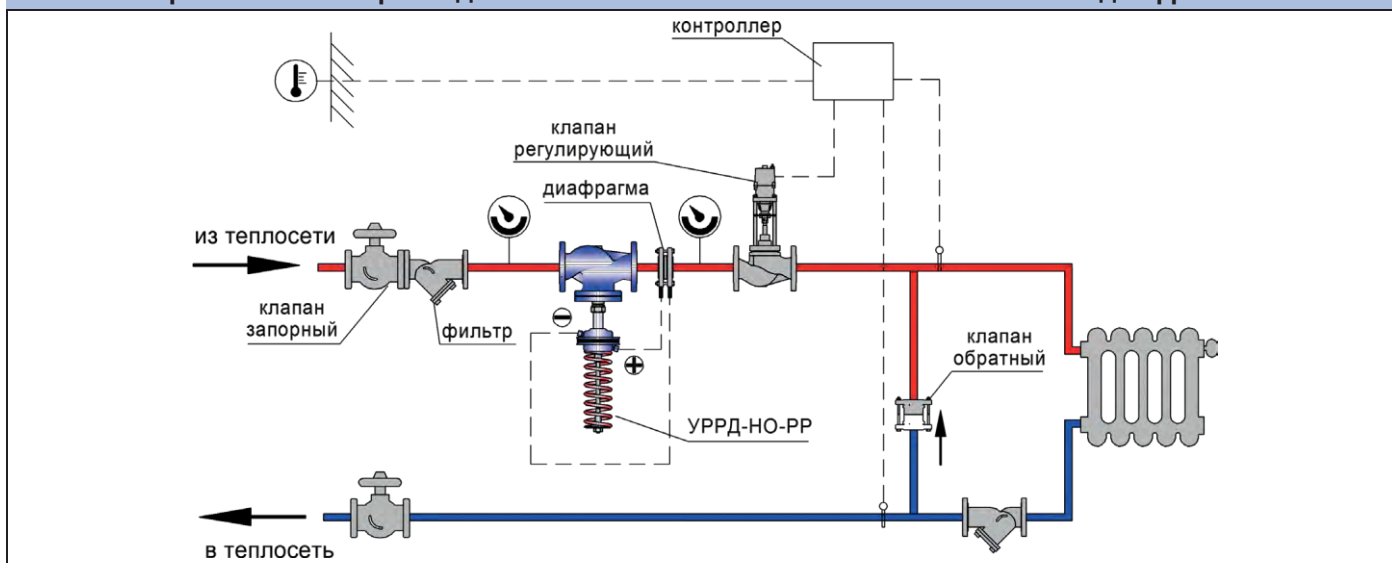 контроллер
клапан
регулирующий
диафрагма
из теплосети
клапан
запорный
фильтр
клапан
обратный
УРРД-НО-РР
в теплосеть